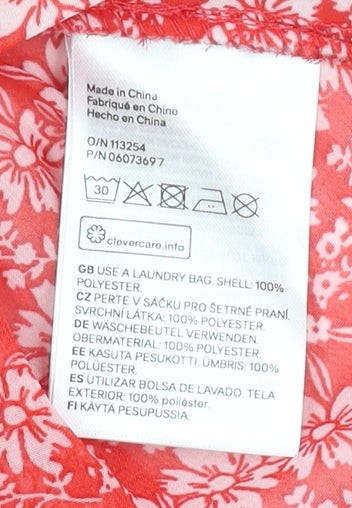 Made in China
Fabriqué en Chine
Hecho en China
O/N 113254
P/N 06073697
30
clevercare.info
GB USE A LAUNDRY BAG. SHELL: 100%
POLYESTER.
CZ PERTE V SÁČKU PRO ŠETRNÉ PRANÍ.
SVRCHNÍ LÁTKA: 100% POLYESTER.
DE WÄSCHEBEUTEL VERWENDEN.
OBERMATERIAL: 100% POLYESTER.
EE KASUTA PESUKOTTI. ÜMBRIS: 100%
POLÜESTER.
ES UTILIZAR BOLSA DE LAVADO. TELA
EXTERIOR: 100% poliéster.
FI KÄYTÄ PESUPUSSIA.